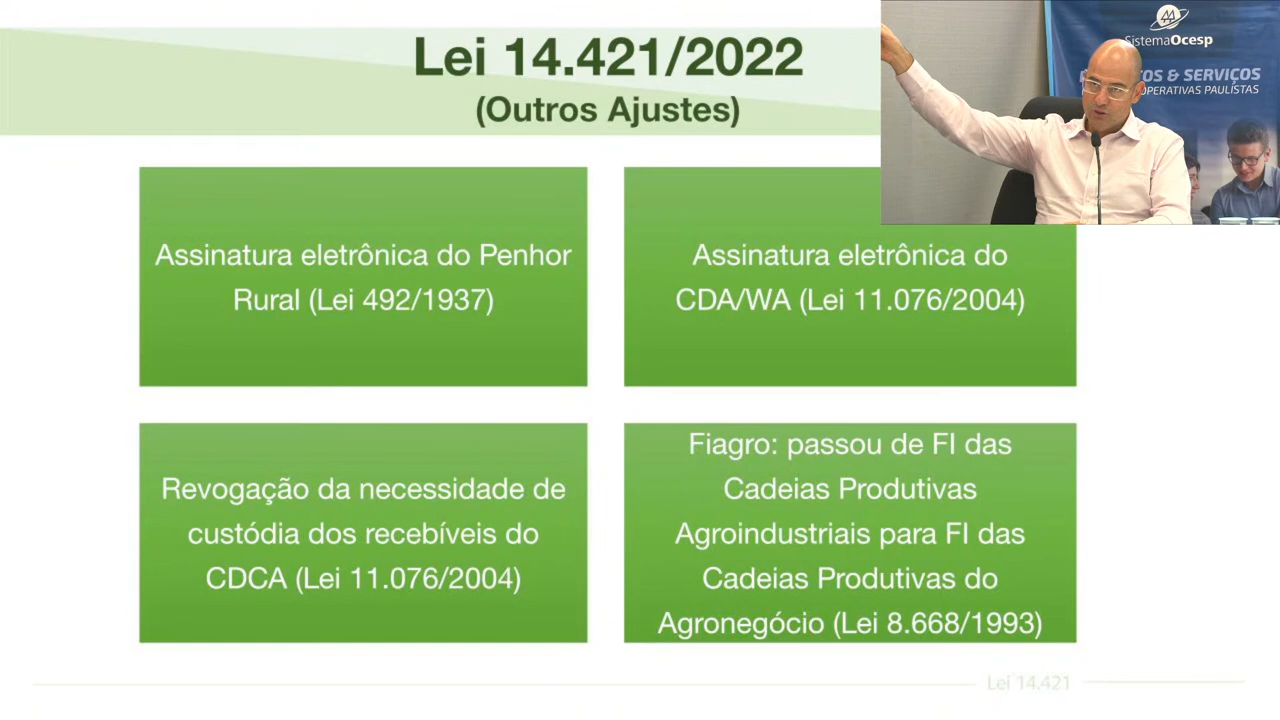 Lei 14.421/2022
(Outros Ajustes)
SistemaOcesp
& SERVIÇOS
OPERATIVAS PAULISTAS
Assinatura eletrônica do Penhor
Rural (Lei 492/1937)
Assinatura eletrônica do
CDA/WA (Lei 11.076/2004)
Revogação da necessidade de
custódia dos recebíveis do
CDCA (Lei 11.076/2004)
Fiagro: passou de FI das
Cadeias Produtivas
Agroindustriais para FI das
Cadeias Produtivas do
Agronegócio (Lei 8.668/1993)
Lei 14.421